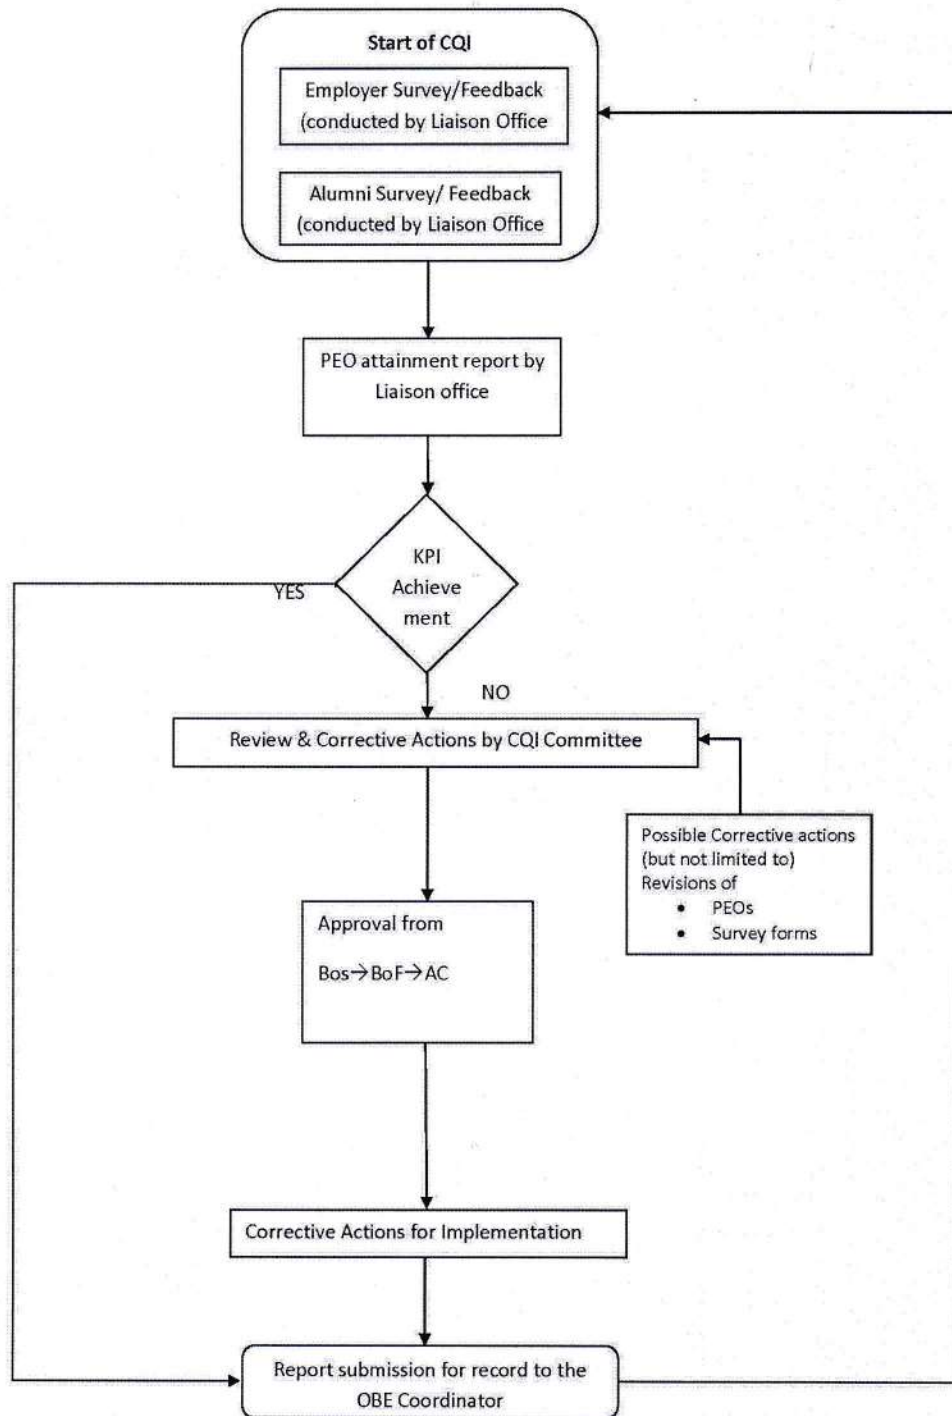 Start of CQI
Employer Survey/Feedback
(conducted by Liaison Office
Alumni Survey/ Feedback
(conducted by Liaison Office
PEO attainment report by
Liaison office
KPI
Achieve
ment
YES
NO
Review & Corrective Actions by CQI Committee
Possible Corrective actions
(but not limited to)
Revisions of
• PEOs
• Survey forms
Approval from
Bos→BoF→AC
Corrective Actions for Implementation
Report submission for record to the
OBE Coordinator